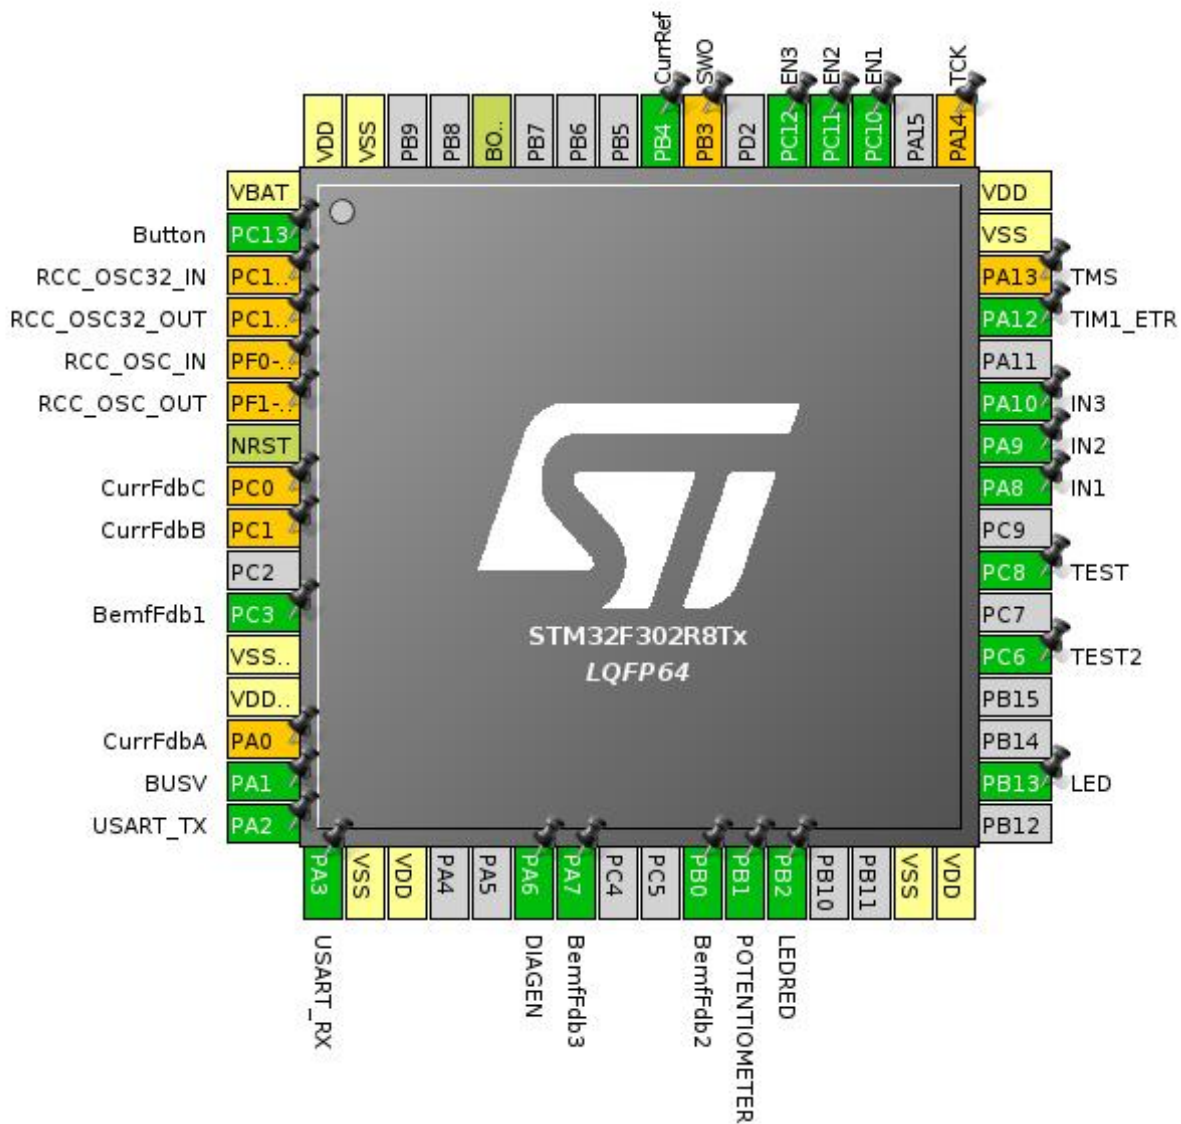 CurrRef
SWO
EN3
EN2
EN1
TCK
VDD
VSS
PB9
PB8
BO..
PB7
PB6
PB5
PB4
PB3
PD2
PC12
PC11
PC10
PA15
PA14
VBAT
Button PC13
RCC_OSC32_IN PC1..
RCC_OSC32_OUT PC1..
RCC_OSC_IN PF0-..
RCC_OSC_OUT PF1-..
NRST
CurrFdbC PC0
CurrFdbB PC1
PC2
BemfFdb1 PC3
VSS..
VDD..
CurrFdbA PA0
BUSV PA1
USART_TX PA2
ST
STM32F302R8Tx
LQFP64
VDD
VSS
PA13 TMS
PA12 TIM1_ETR
PA11
PA10 IN3
PA9 IN2
PA8 IN1
PC9
PC8 TEST
PC7
PC6 TEST2
PB15
PB14
PB13 LED
PB12
PA3
VSS
VDD
PA4
PA5
PA6
PA7
PC4
PC5
PB0
PB1
PB2
PB10
PB11
VSS
VDD
USART_RX
DIAGEN
BemfFdb3
BemfFdb2
POTENTIOMETER
LEDRED